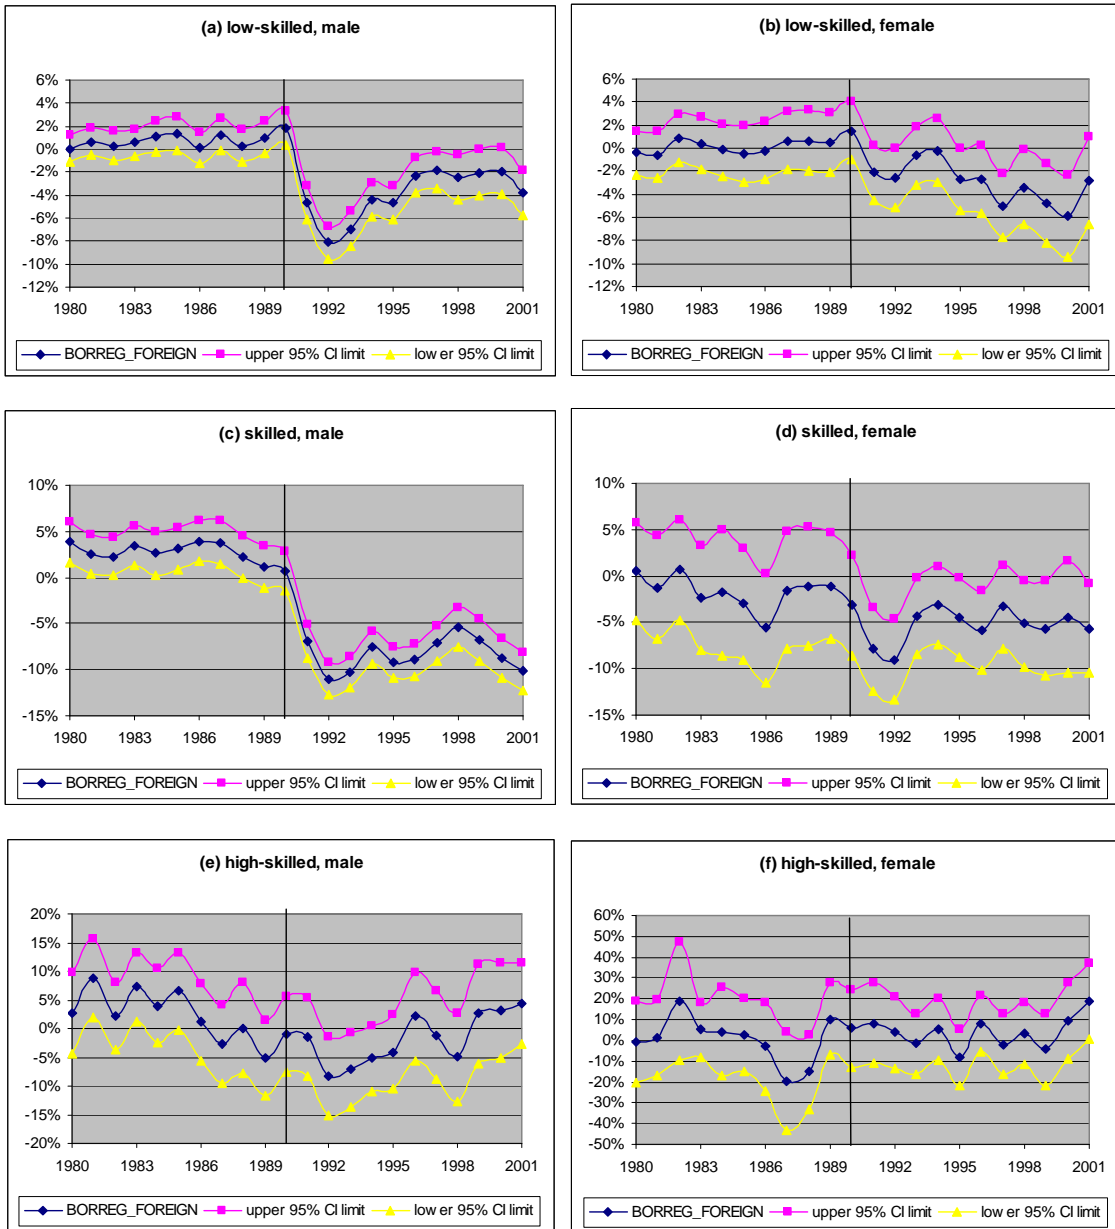 (a) low-skilled, male
6%
4%
2%
0%
-2%
-4%
-6%
-8%
-10%
-12%
1980 1983 1986 1989 1992 1995 1998 2001
BORREG_FOREIGN upper 95% CI limit low er 95% CI limit
(b) low-skilled, female
6%
4%
2%
0%
-2%
-4%
-6%
-8%
-10%
-12%
1980 1983 1986 1989 1992 1995 1998 2001
BORREG_FOREIGN upper 95% CI limit low er 95% CI limit
(c) skilled, male
10%
5%
0%
-5%
-10%
-15%
1980 1983 1986 1989 1992 1995 1998 2001
BORREG_FOREIGN upper 95% CI limit low er 95% CI limit
(d) skilled, female
10%
5%
0%
-5%
-10%
-15%
1980 1983 1986 1989 1992 1995 1998 2001
BORREG_FOREIGN upper 95% CI limit low er 95% CI limit
(e) high-skilled, male
20%
15%
10%
5%
0%
-5%
-10%
-15%
-20%
1980 1983 1986 1989 1992 1995 1998 2001
BORREG_FOREIGN upper 95% CI limit low er 95% CI limit
(f) high-skilled, female
60%
50%
40%
30%
20%
10%
0%
-10%
-20%
-30%
-40%
-50%
1980 1983 1986 1989 1992 1995 1998 2001
BORREG_FOREIGN upper 95% CI limit low er 95% CI limit